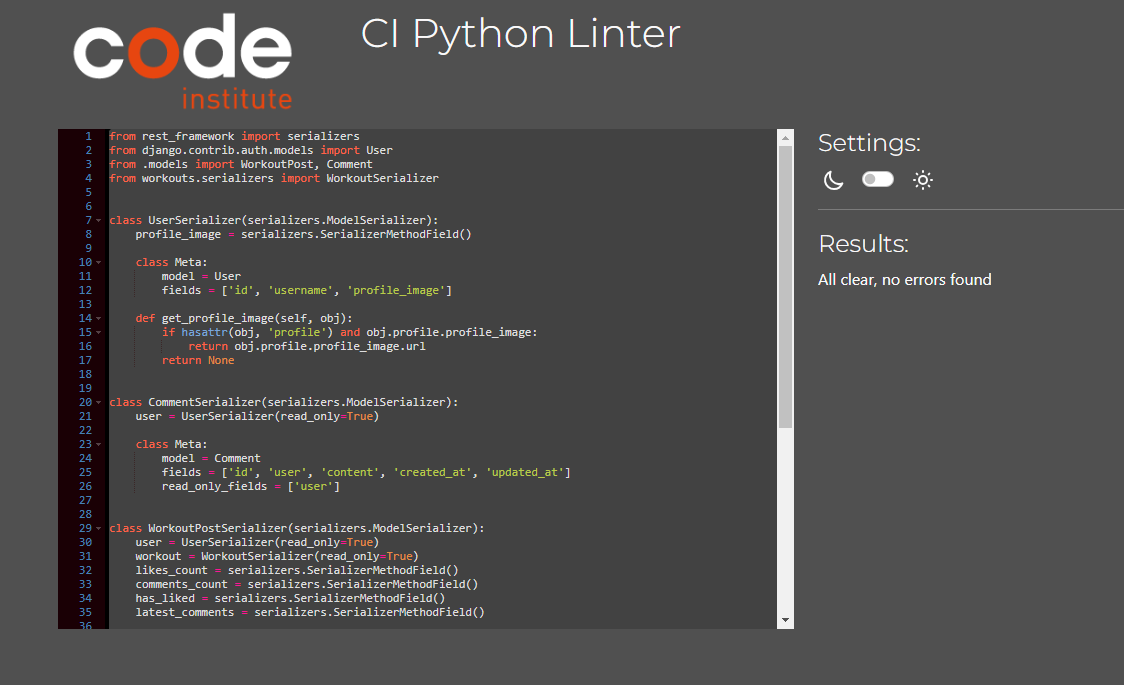 code
institute
CI Python Linter
1 from rest_framework import serializers
2 from django.contrib.auth.models import User
3 from .models import WorkoutPost, Comment
4 from workouts.serializers import WorkoutSerializer
5
6
7 class UserSerializer(serializers.ModelSerializer):
8     profile_image = serializers.SerializerMethodField()
9
10     class Meta:
11         model = User
12         fields = ['id', 'username', 'profile_image']
13
14     def get_profile_image(self, obj):
15         if hasattr(obj, 'profile') and obj.profile.profile_image:
16             return obj.profile.profile_image.url
17         return None
18
19
20 class CommentSerializer(serializers.ModelSerializer):
21     user = UserSerializer(read_only=True)
22
23     class Meta:
24         model = Comment
25         fields = ['id', 'user', 'content', 'created_at', 'updated_at']
26         read_only_fields = ['user']
27
28
29 class WorkoutPostSerializer(serializers.ModelSerializer):
30     user = UserSerializer(read_only=True)
31     workout = WorkoutSerializer(read_only=True)
32     likes_count = serializers.SerializerMethodField()
33     comments_count = serializers.SerializerMethodField()
34     has_liked = serializers.SerializerMethodField()
35     latest_comments = serializers.SerializerMethodField()
36
Settings:
Results:
All clear, no errors found